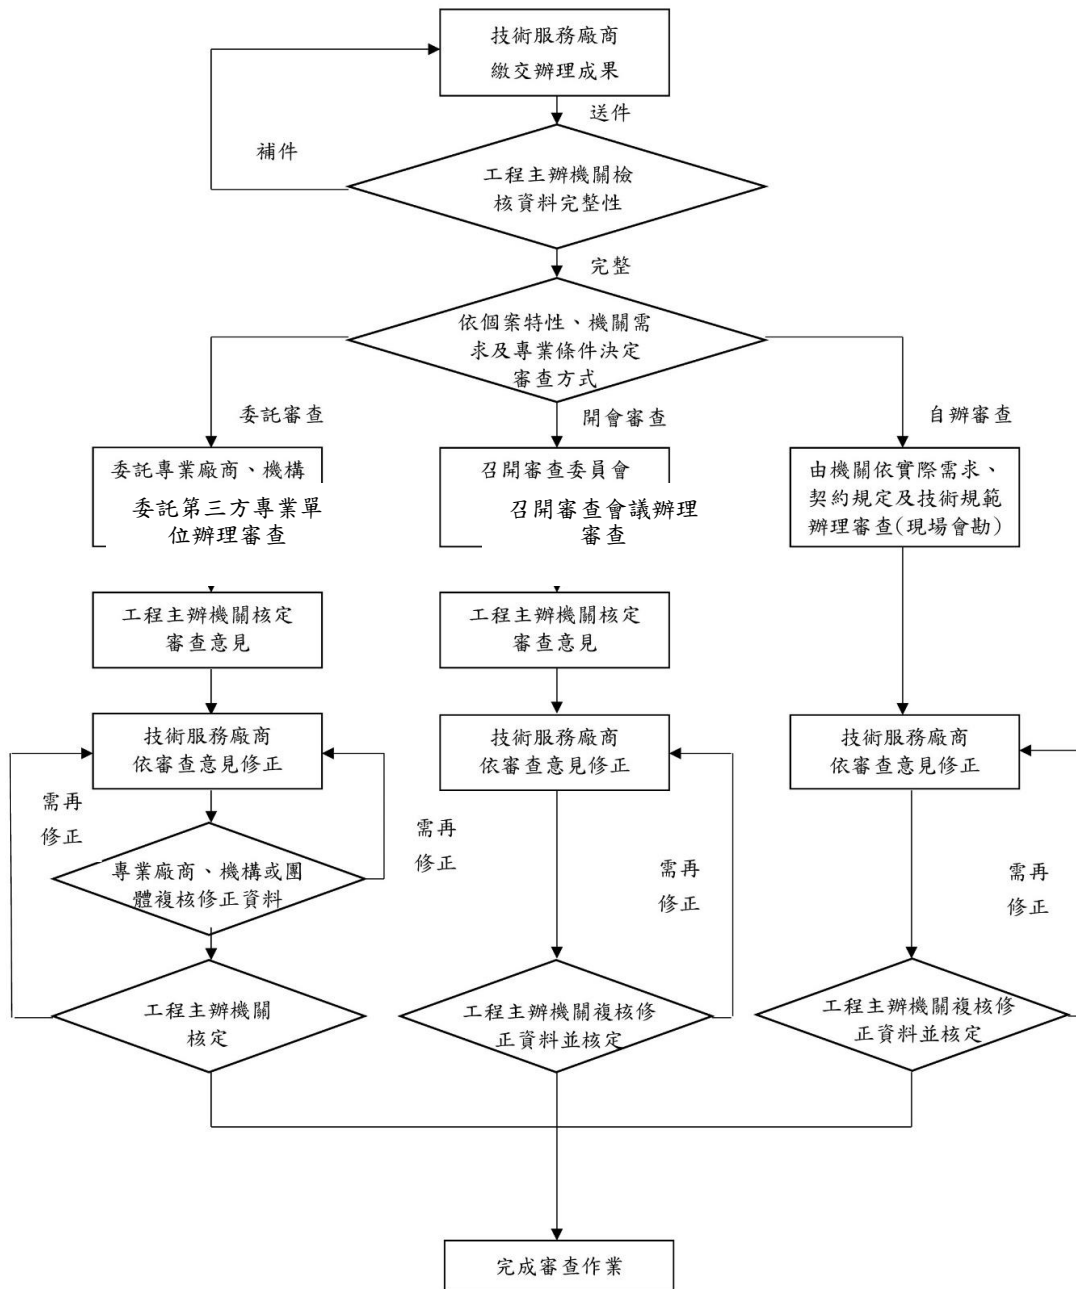 技術服務廠商
繳交辦理成果
送件
補件
工程主辦機關檢
核資料完整性
完整
依個案特性、機關需
求及專業條件決定
審查方式
委託審查
開會審查
自辦審查
委託專業廠商、機構
委託第三方專業單
位辦理審查
召開審查委員會
召開審查會議辦理
審查
由機關依實際需求、
契約規定及技術規範
辦理審查(現場會勘)
工程主辦機關核定
審查意見
工程主辦機關核定
審查意見
技術服務廠商
依審查意見修正
技術服務廠商
依審查意見修正
技術服務廠商
依審查意見修正
需再
修正
專業廠商、機構或團
體複核修正資料
需再
修正
需再
修正
需再
修正
工程主辦機關
核定
工程主辦機關複核修
正資料並核定
工程主辦機關複核修
正資料並核定
完成審查作業